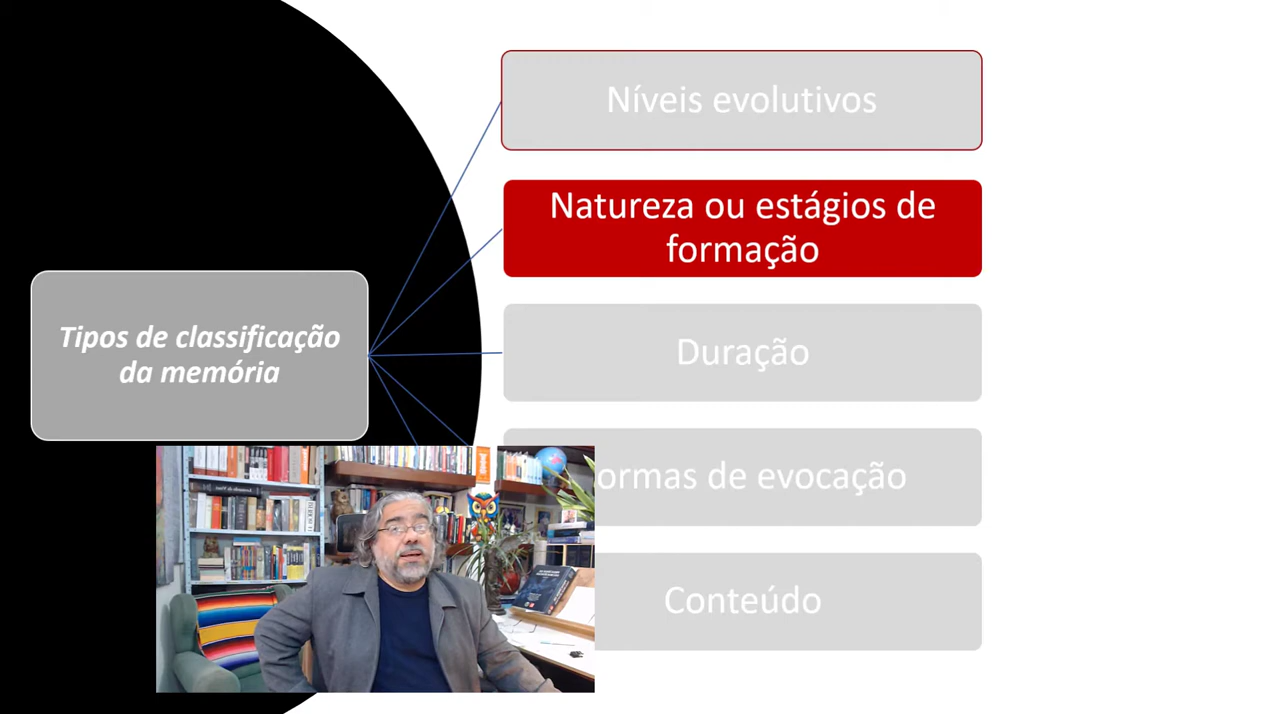 Níveis evolutivos
Natureza ou estágios de
formação
Duração
Tipos de classificação
da memória
ormas de evocação
Conteúdo